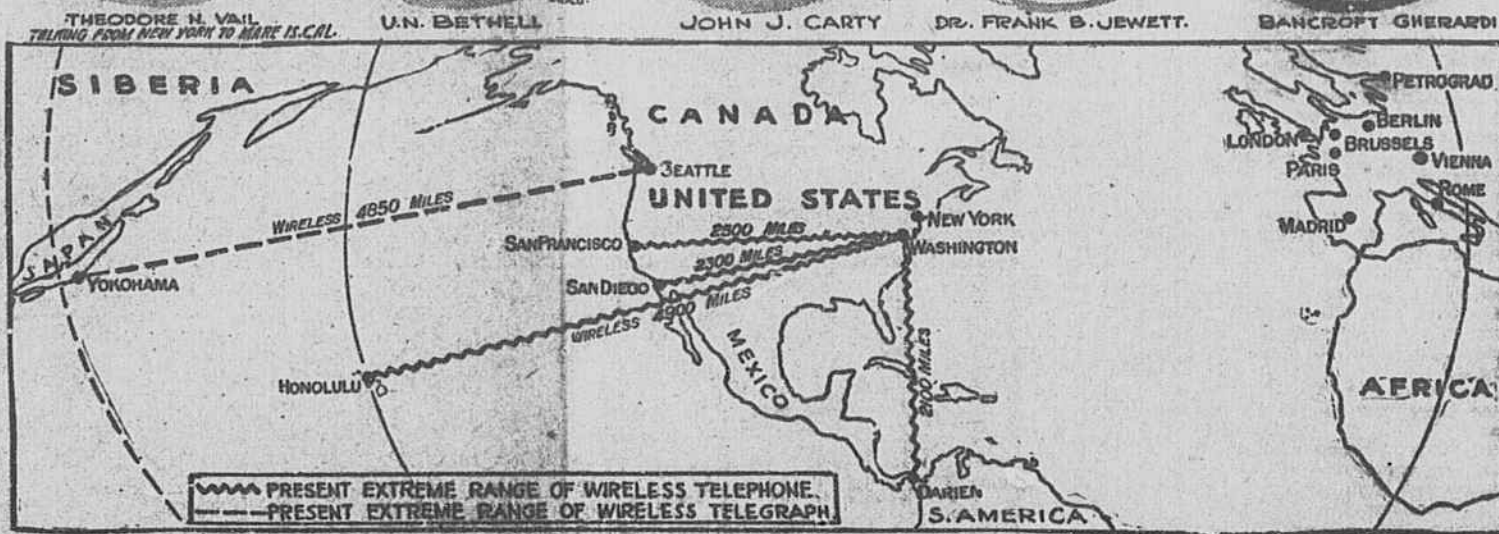 THEODORE N. VAIL
TALKING FROM NEW YORK TO MARE IS. CAL.
U.N. BETHELL
JOHN J. CARTY
DR. FRANK B. JEWETT.
BANCROFT GHERARDI
SIBERIA
CANADA
PETROGRAD
BERLIN
LONDON
BRUSSELS
PARIS
VIENNA
ROME
MADRID
SEATTLE
UNITED STATES
WIRELESS 4850 MILES
NEW YORK
SAN FRANCISCO
2500 MILES
WASHINGTON
2300 MILES
JAPAN
YOKOHAMA
SAN DIEGO
WIRELESS 4900 MILES
MEXICO
2100 MILES
HONOLULU
AFRICA
PRESENT EXTREME RANGE OF WIRELESS TELEPHONE.
PRESENT EXTREME RANGE OF WIRELESS TELEGRAPH.
DARIEN
S. AMERICA